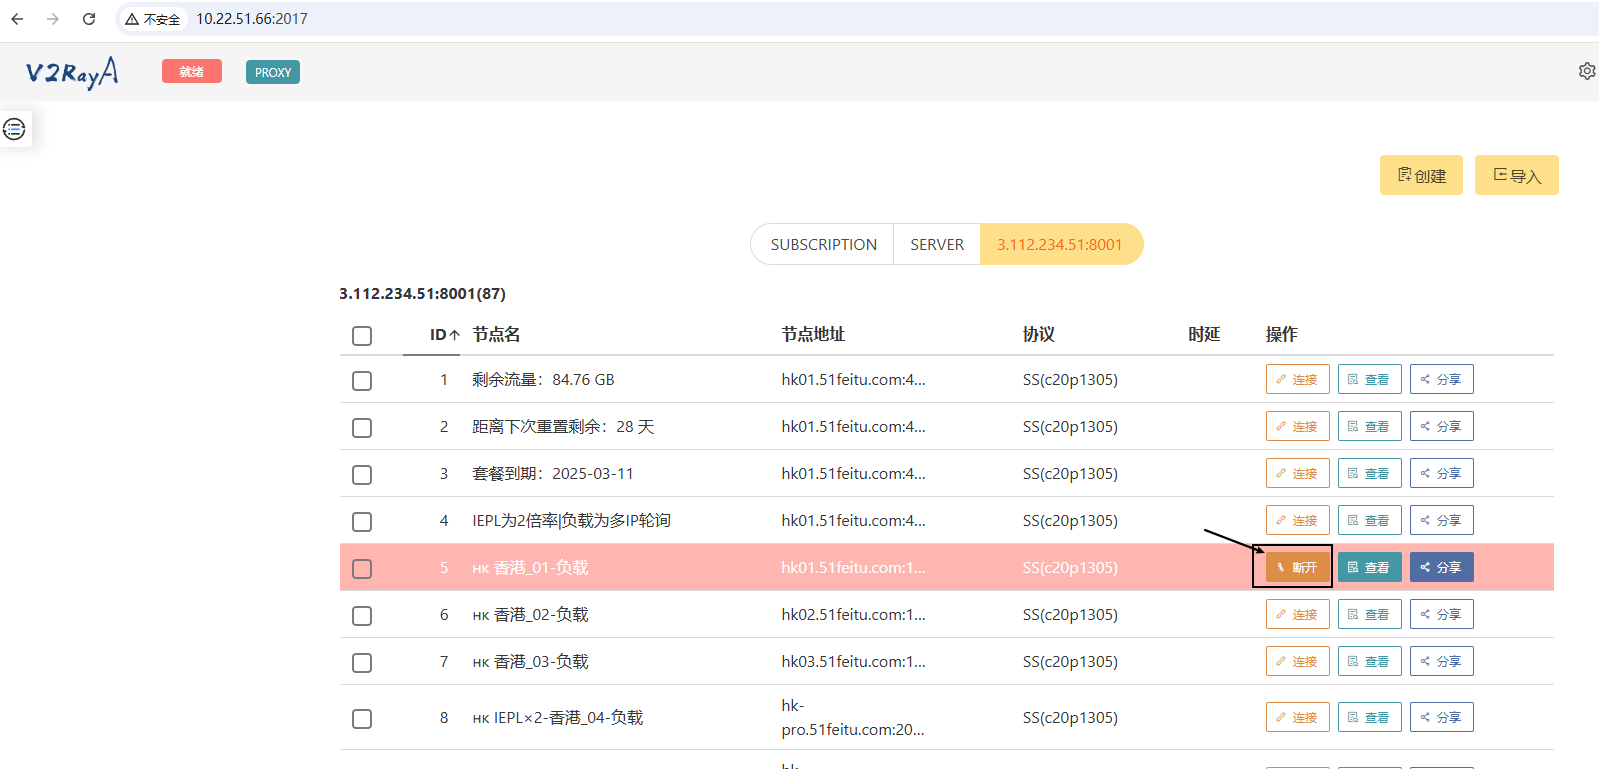 不安全 10.22.51.66:2017
V2RayA 就绪 PROXY
创建 导入
SUBSCRIPTION SERVER 3.112.234.51:8001
3.112.234.51:8001(87)
ID 节点名 节点地址 协议 时延 操作
1 剩余流量：84.76 GB hk01.51feitu.com:4... SS(c20p1305) 连接 查看 分享
2 距离下次重置剩余：28 天 hk01.51feitu.com:4... SS(c20p1305) 连接 查看 分享
3 套餐到期：2025-03-11 hk01.51feitu.com:4... SS(c20p1305) 连接 查看 分享
4 IEPL为2倍率|负载为多IP轮询 hk01.51feitu.com:4... SS(c20p1305) 连接 查看 分享
5 HK 香港_01-负载 hk01.51feitu.com:1... SS(c20p1305) 断开 查看 分享
6 HK 香港_02-负载 hk02.51feitu.com:1... SS(c20p1305) 连接 查看 分享
7 HK 香港_03-负载 hk03.51feitu.com:1... SS(c20p1305) 连接 查看 分享
8 HK IEPL×2-香港_04-负载 hk-
pro.51feitu.com:20... SS(c20p1305) 连接 查看 分享